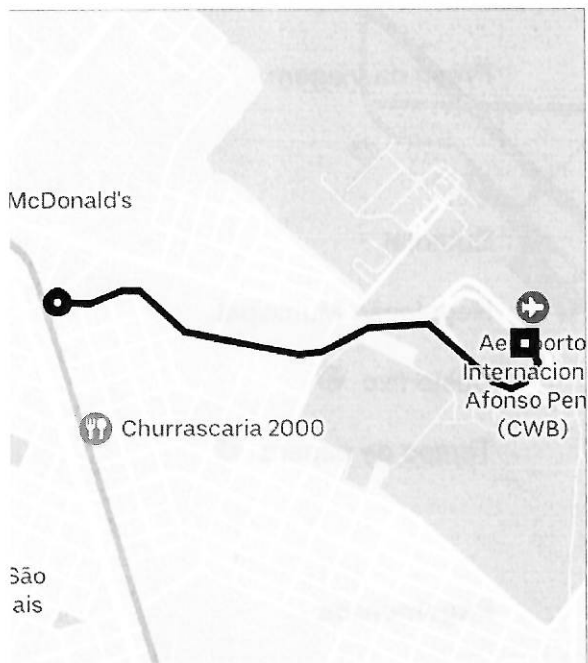 McDonald's
Aeroporto
Internacion
Afonso Pen
(CWB)
Churrascaria 2000
São
ais